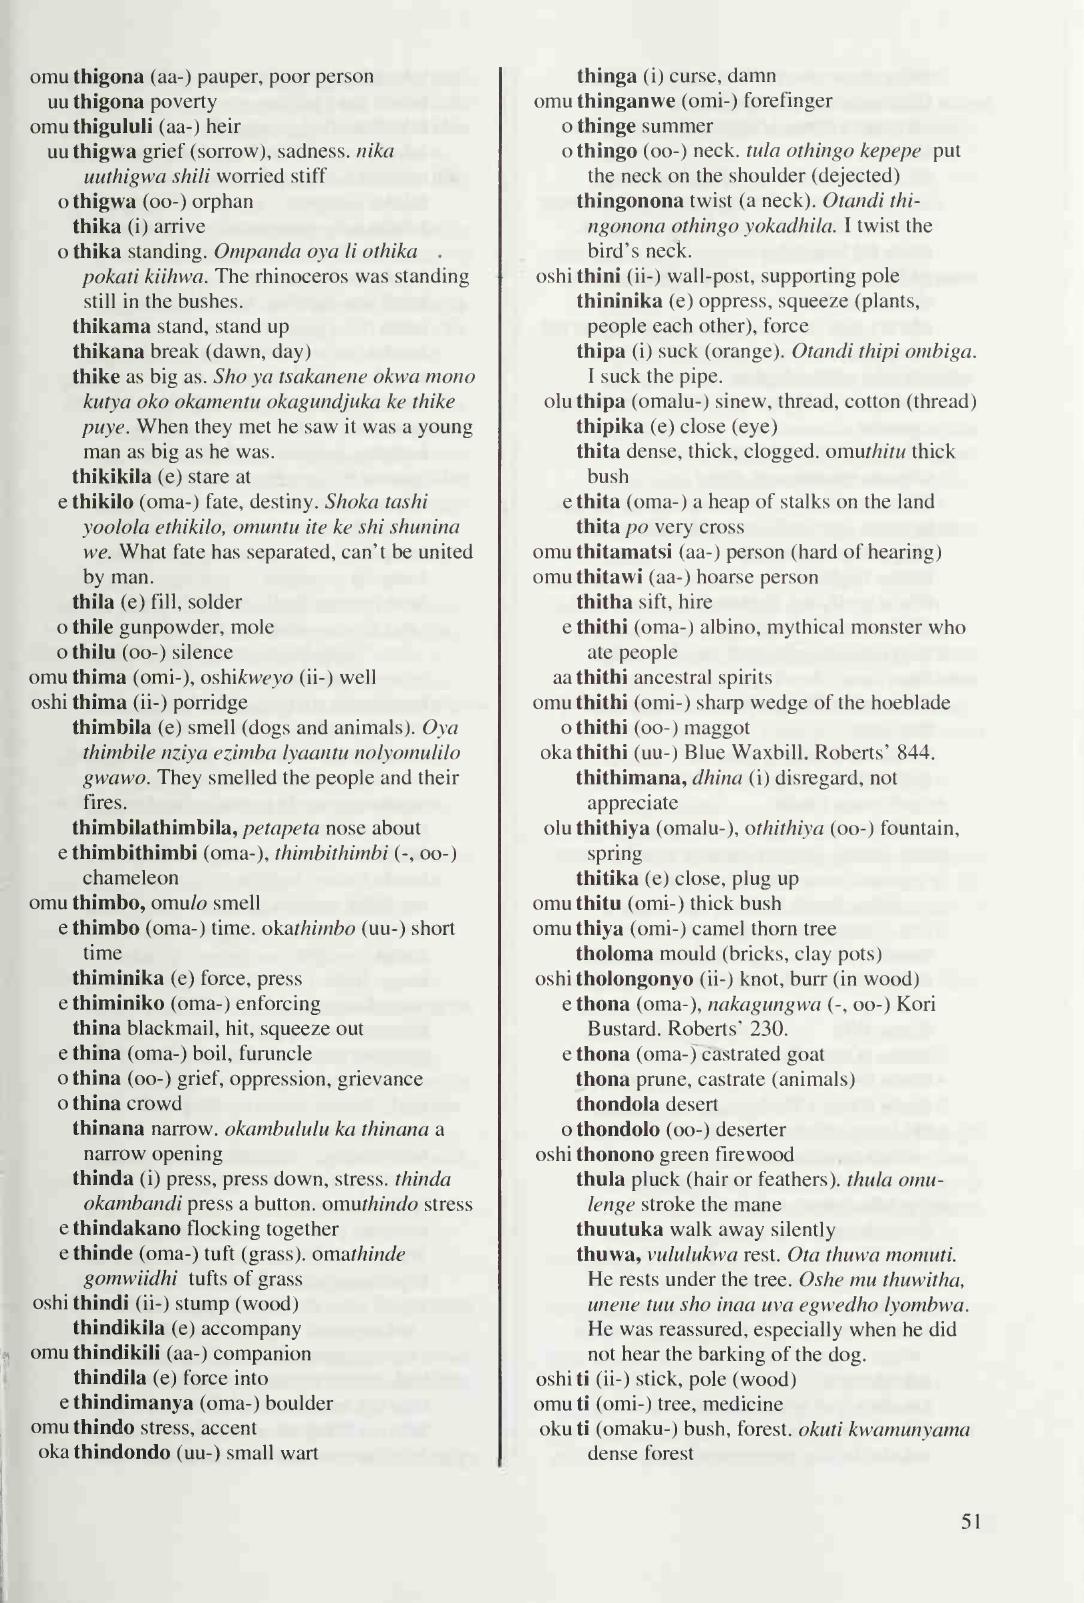 omu thigona (aa-) pauper, poor person
uu thigona poverty
omu thigululi (aa-) heir
uu thigwa grief (sorrow), sadness. nika
uuthigwa shili worried stiff
o thigwa (oo-) orphan
thika (i) arrive
o thika standing. Ompanda oya li othika .
pokati kiihwa. The rhinoceros was standing
still in the bushes.
thikama stand, stand up
thikana break (dawn, day)
thike as big as. Sho ya tsakanene okwa mono
kutya oko okamentu okagundjuka ke thike
puye. When they met he saw it was a young
man as big as he was.
thikikila (e) stare at
e thikilo (oma-) fate, destiny. Shoka tashi
yoolola ethikilo, omuntu ite ke shi shunina
we. What fate has separated, can't be united
by man.
thila (e) fill, solder
o thile gunpowder, mole
o thilu (oo-) silence
omu thima (omi-), oshikweyo (ii-) well
oshi thima (ii-) porridge
thimbila (e) smell (dogs and animals). Oya
thimbile nziya ezimba lyaantu nolyomulilo
gwawo. They smelled the people and their
fires.
thimbilathimbila, petapeta nose about
e thimbithimbi (oma-), thimbithimbi (-, oo-)
chameleon
omu thimbo, omulo smell
e thimbo (oma-) time. okathimbo (uu-) short
time
thiminika (e) force, press
e thiminiko (oma-) enforcing
thina blackmail, hit, squeeze out
e thina (oma-) boil, furuncle
o thina (oo-) grief, oppression, grievance
o thina crowd
thinana narrow. okambululu ka thinana a
narrow opening
thinda (i) press, press down, stress. thinda
okambandi press a button. omuthindo stress
e thindakano flocking together
e thinde (oma-) tuft (grass). omathinde
gomwiidhi tufts of grass
oshi thindi (ii-) stump (wood)
thindikila (e) accompany
omu thindikili (aa-) companion
thindila (e) force into
e thindimanya (oma-) boulder
omu thindo stress, accent
oka thindondo (uu-) small wart
thinga (i) curse, damn
omu thinganwe (omi-) forefinger
o thinge summer
o thingo (oo-) neck. tula othingo kepepe put
the neck on the shoulder (dejected)
thingonona twist (a neck). Otandi thi-
ngonona othingo yokadhila. I twist the
bird's neck.
oshi thini (ii-) wall-post, supporting pole
thininika (e) oppress, squeeze (plants,
people each other), force
thipa (i) suck (orange). Otandi thipi ombiga.
I suck the pipe.
olu thipa (omalu-) sinew, thread, cotton (thread)
thipika (e) close (eye)
thita dense, thick, clogged. omuthitu thick
bush
e thita (oma-) a heap of stalks on the land
thita po very cross
omu thitamatsi (aa-) person (hard of hearing)
omu thitawi (aa-) hoarse person
thitha sift, hire
e thithi (oma-) albino, mythical monster who
ate people
aa thithi ancestral spirits
omu thithi (omi-) sharp wedge of the hoeblade
o thithi (oo-) maggot
oka thithi (uu-) Blue Waxbill. Roberts' 844.
thithimana, dhina (i) disregard, not
appreciate
olu thithiya (omalu-), othithiya (oo-) fountain,
spring
thitika (e) close, plug up
omu thitu (omi-) thick bush
omu thiya (omi-) camel thorn tree
tholoma mould (bricks, clay pots)
oshi tholongonyo (ii-) knot, burr (in wood)
e thona (oma-), nakagungwa (-, oo-) Kori
Bustard. Roberts' 230.
e thona (oma-) castrated goat
thona prune, castrate (animals)
thondola desert
o thondolo (oo-) deserter
oshi thonono green firewood
thula pluck (hair or feathers). thula omu-
lenge stroke the mane
thuutuka walk away silently
thuwa, vululukwa rest. Ota thuwa momuti.
He rests under the tree. Oshe mu thuwitha,
unene tuu sho inaa uva egwedho lyombwa.
He was reassured, especially when he did
not hear the barking of the dog.
oshi ti (ii-) stick, pole (wood)
omu ti (omi-) tree, medicine
oku ti (omaku-) bush, forest. okuti kwamunyama
dense forest
51